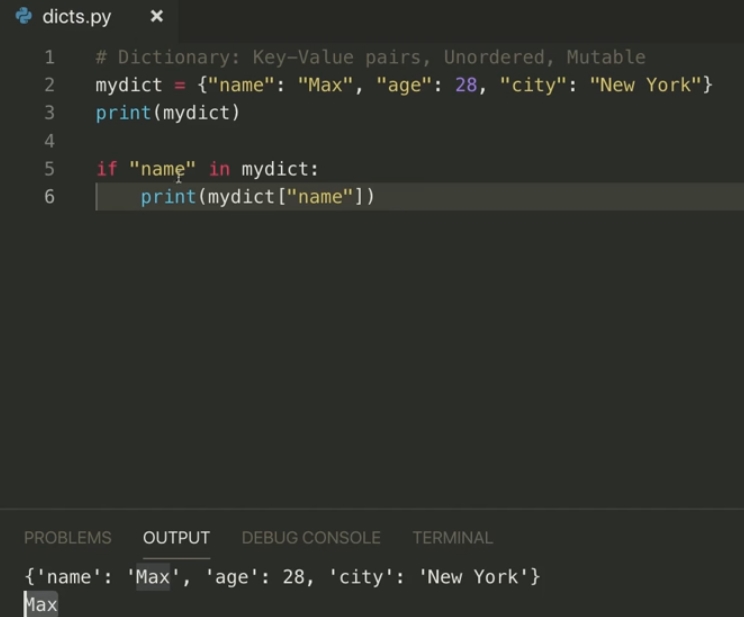 dicts.py ×
1 # Dictionary: Key-Value pairs, Unordered, Mutable
2 mydict = {"name": "Max", "age": 28, "city": "New York"}
3 print(mydict)
4
5 if "name" in mydict:
6     print(mydict["name"])
PROBLEMS OUTPUT DEBUG CONSOLE TERMINAL
{'name': 'Max', 'age': 28, 'city': 'New York'}
Max